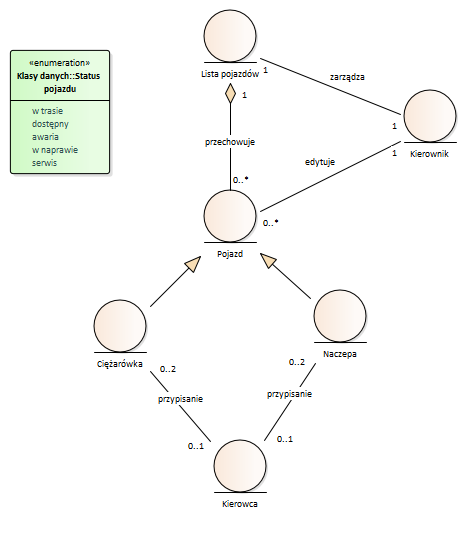 «enumeration»
Klasy danych::Status
pojazdu
w trasie
dostępny
awaria
w naprawie
serwis
Lista pojazdów
1
zarządza
1
1
Kierownik
1
przechowuje
edytuje
0..*
0..*
Pojazd
Ciężarówka
Naczepa
0..2
0..2
przypisanie
przypisanie
0..1
0..1
Kierowca